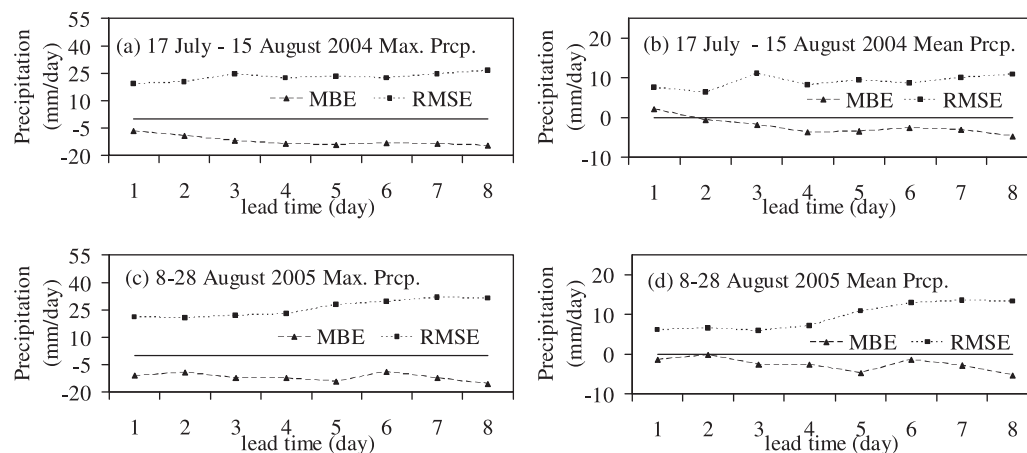 Precipitation
(mm/day)
55
40
25
10
-5
-20
(a) 17 July - 15 August 2004 Max. Prcp.
MBE RMSE
1 2 3 4 5 6 7 8
lead time (day)
Precipitation
(mm/day)
20
10
0
-10
(b) 17 July - 15 August 2004 Mean Prcp.
MBE RMSE
1 2 3 4 5 6 7 8
lead time (day)
Precipitation
(mm/day)
55
40
25
10
-5
-20
(c) 8-28 August 2005 Max. Prcp.
MBE RMSE
1 2 3 4 5 6 7 8
lead time (day)
Precipitation
(mm/day)
20
10
0
-10
(d) 8-28 August 2005 Mean Prcp.
MBE RMSE
1 2 3 4 5 6 7 8
lead time (day)